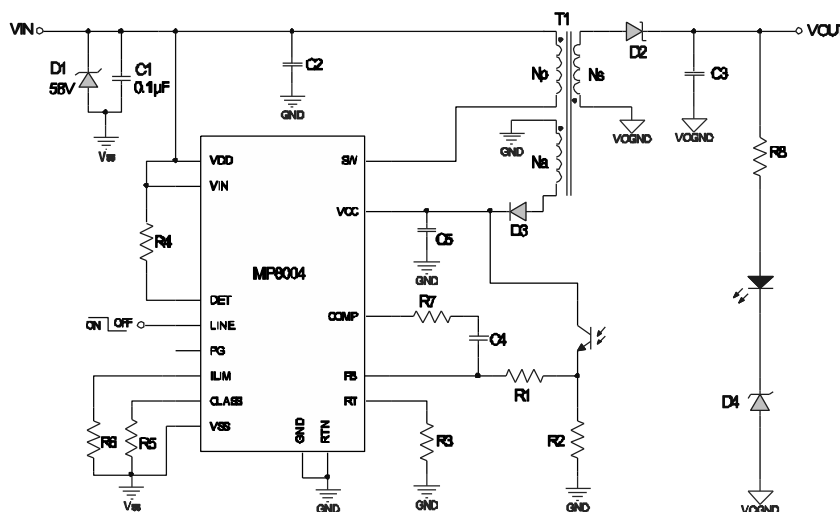 T1
VIN
VOUT
D2
D1
58V
C1
0.1µF
C2
Np
Ns
C3
GND
Vss
GND
Na
VOGND
VOGND
VDD
SW
R8
VIN
VCC
D3
C5
R4
MP8004
GND
DET
R7
ON
OFF
LINE
COMP
C4
PG
ILIM
FB
R1
CLASS
RT
D4
VSS
GND
RTN
R6
R5
R3
R2
Vss
GND
GND
GND
VOGND